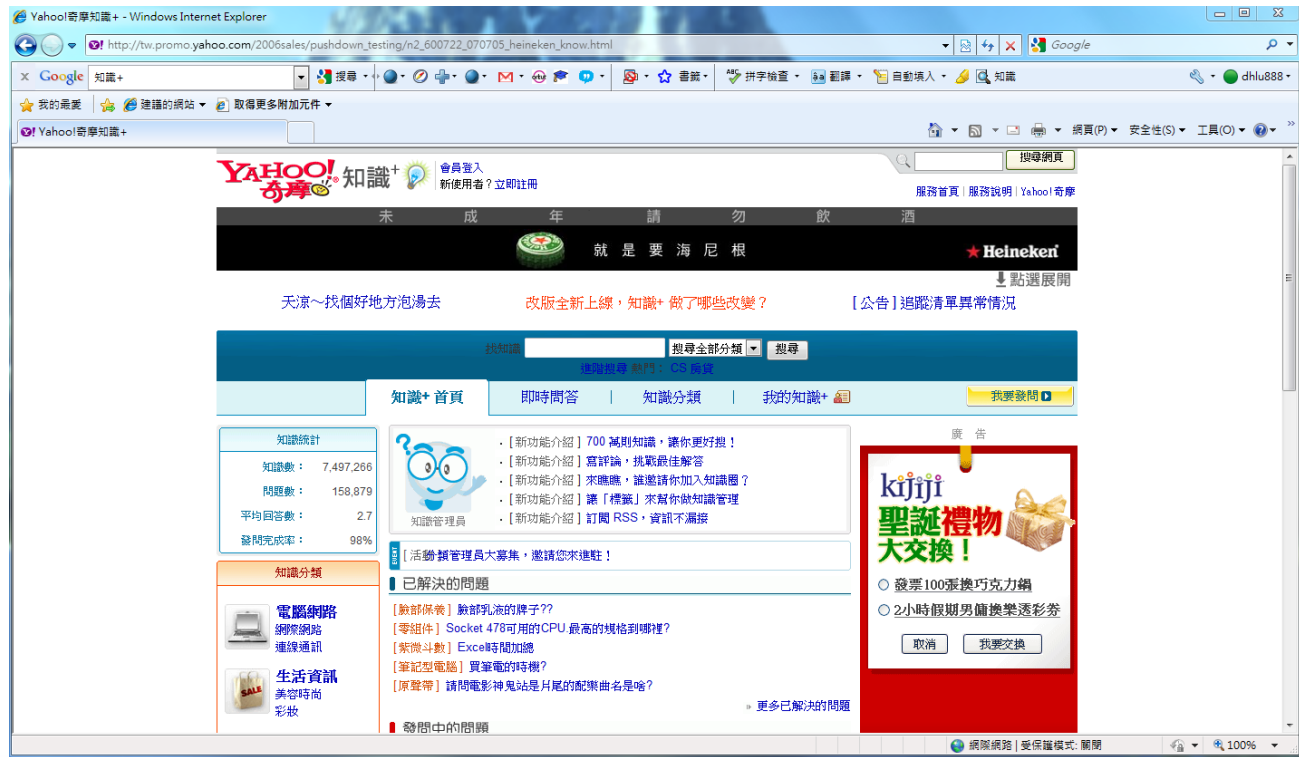 Yahoo!奇摩知識+ - Windows Internet Explorer
http://tw.promo.yahoo.com/2006sales/pushdown_testing/n2_600722_070705_heineken_know.html
Google
x Google 知識+ 搜尋 書籤 拼字檢查 翻譯 自動填入 知識 dhlu888
我的最愛 建議的網站 取得更多附加元件
Yahoo!奇摩知識+ 網頁(P) 安全性(S) 工具(O)
YAHOO! 奇摩 知識+
會員登入
新使用者？立即註冊
搜尋網頁
服務首頁 | 服務說明 | Yahoo!奇摩
未 成 年 請 勿 飲 酒
就是要海尼根 Heineken
點選展開
天涼～找個好地方泡湯去 改版全新上線，知識+ 做了哪些改變？ [公告]追蹤清單異常情況
找知識 搜尋全部分類 搜尋
進階搜尋 熱門： CS 房貸
知識+ 首頁 即時問答 | 知識分類 | 我的知識+ 我要發問
知識統計
知識數： 7,497,266
問題數： 158,879
平均回答數： 2.7
發問完成率： 98%
知識分類
電腦網路
網際網路
連線通訊
生活資訊
美容時尚
彩妝
SALE
知識管理員
．[新功能介紹] 700 萬則知識，讓你更好搜！
．[新功能介紹] 寫評論，挑戰最佳解答
．[新功能介紹] 來瞧瞧，誰邀請你加入知識圈？
．[新功能介紹] 讓「標籤」來幫你做知識管理
．[新功能介紹] 訂閱 RSS，資訊不漏接
類管理員大募集，邀請您來進駐！
已解決的問題
[臉部保養] 臉部乳液的牌子??
[零組件] Socket 478可用的CPU.最高的規格到哪裡?
[紫微斗數] Excel時間加總
[筆記型電腦] 買筆電的時機?
[原聲帶] 請問電影神鬼站是片尾的配樂曲名是啥?
» 更多已解決的問題
發問中的問題
廣 告
kijiji
聖誕禮物
大交換！
發票100張換巧克力鍋
2小時假期男傭換樂透彩券
取消 我要交換
網際網路 | 受保護模式: 關閉 100%